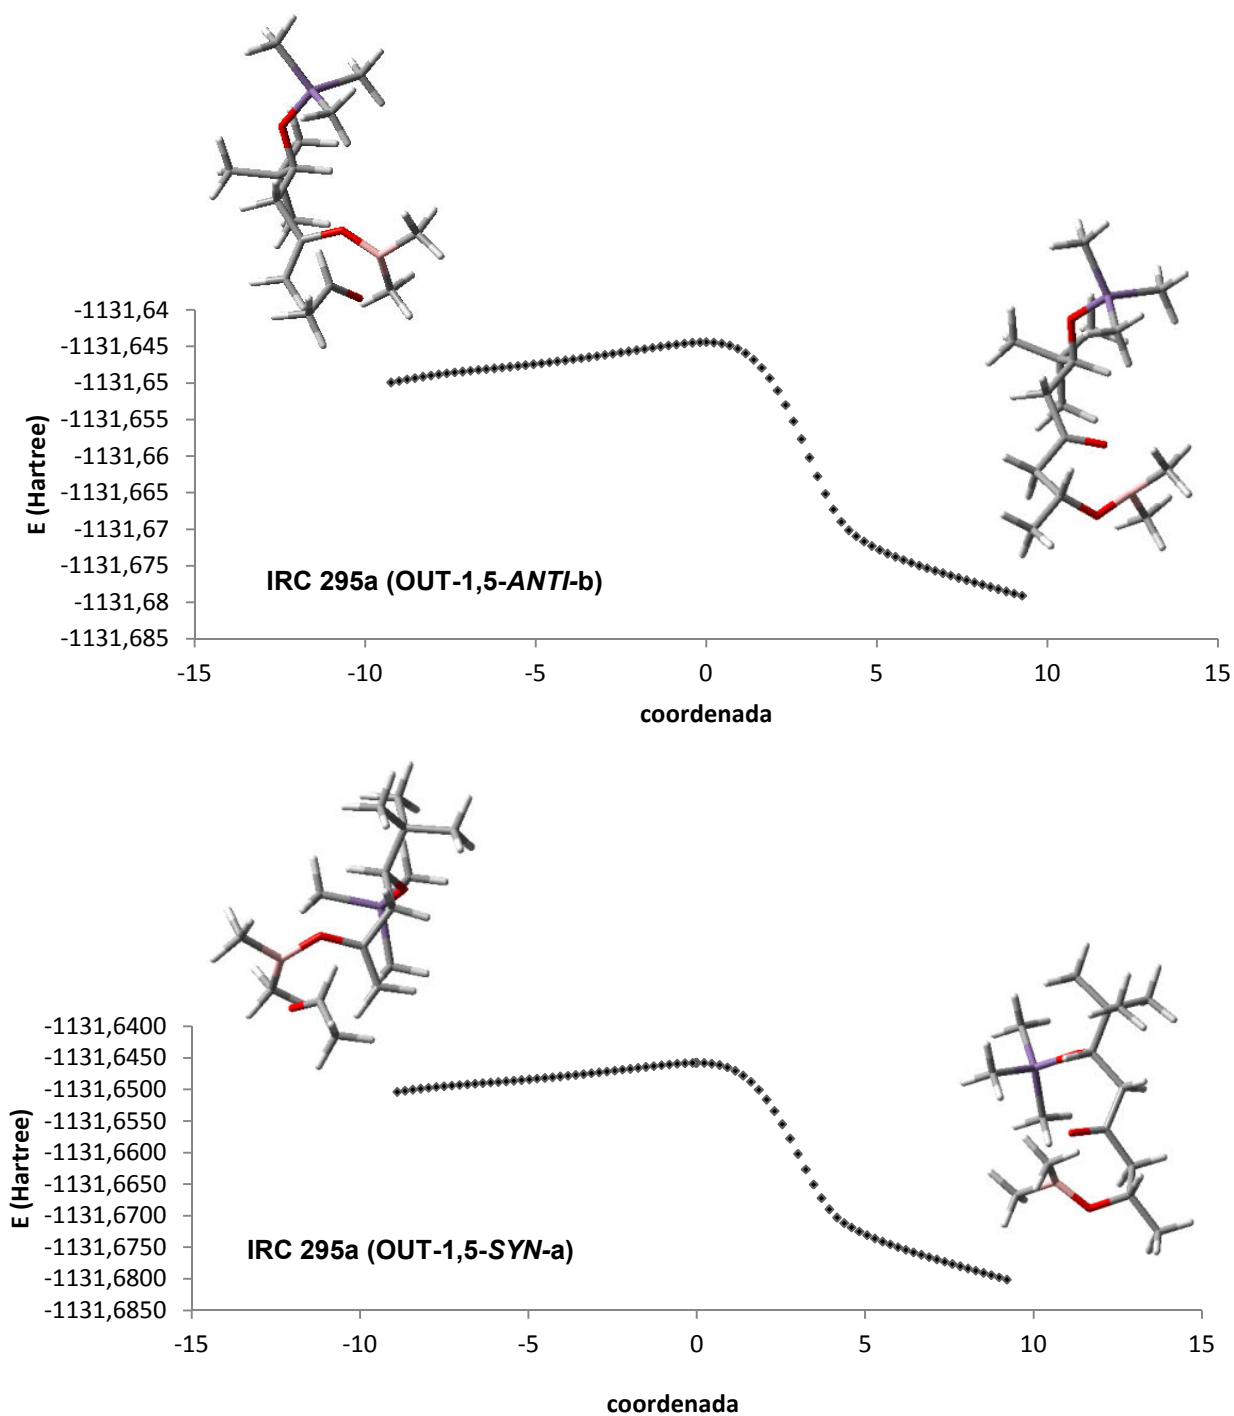 -1131,64
-1131,645
-1131,65
-1131,655
-1131,66
-1131,665
-1131,67
-1131,675
-1131,68
-1131,685
E (Hartree)
IRC 295a (OUT-1,5-ANTI-b)
-15 -10 -5 0 5 10 15
coordenada
-1131,6400
-1131,6450
-1131,6500
-1131,6550
-1131,6600
-1131,6650
-1131,6700
-1131,6750
-1131,6800
-1131,6850
E (Hartree)
IRC 295a (OUT-1,5-SYN-a)
-15 -10 -5 0 5 10 15
coordenada